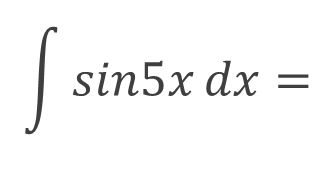 ∫ sin5x dx =